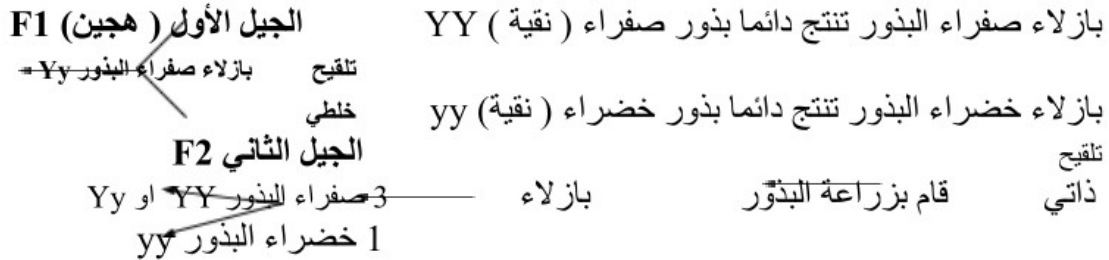 بازلاء صفراء البذور تنتج دائما بذور صفراء ( نقية ) YY
الجيل الأول ( هجين) F1
تلقيح بازلاء صفراء البذور Yy
بازلاء خضراء البذور تنتج دائما بذور خضراء ( نقية) yy
خلطي
الجيل الثاني F2
تلقيح
ذاتي قام بزراعة البذور بازلاء 3 صفراء البذور YY او Yy
1 خضراء البذور yy